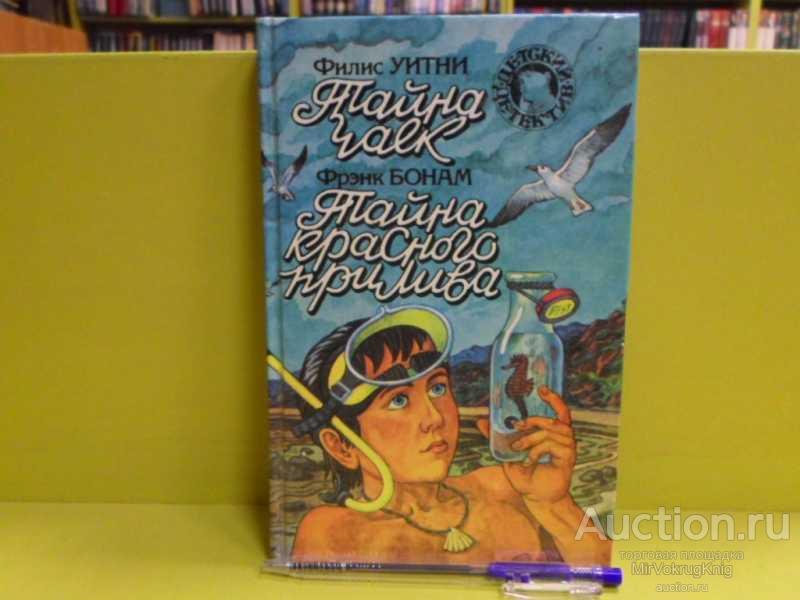 Филис УИТНИ
Тайна
чаек
Фрэнк БОНАМ
Тайна
красного
прилива
ДЕТСКИЙ
ДЕТЕКТИВ
Auction.ru
торговая площадка
MirVokrugKnig
auction.ru